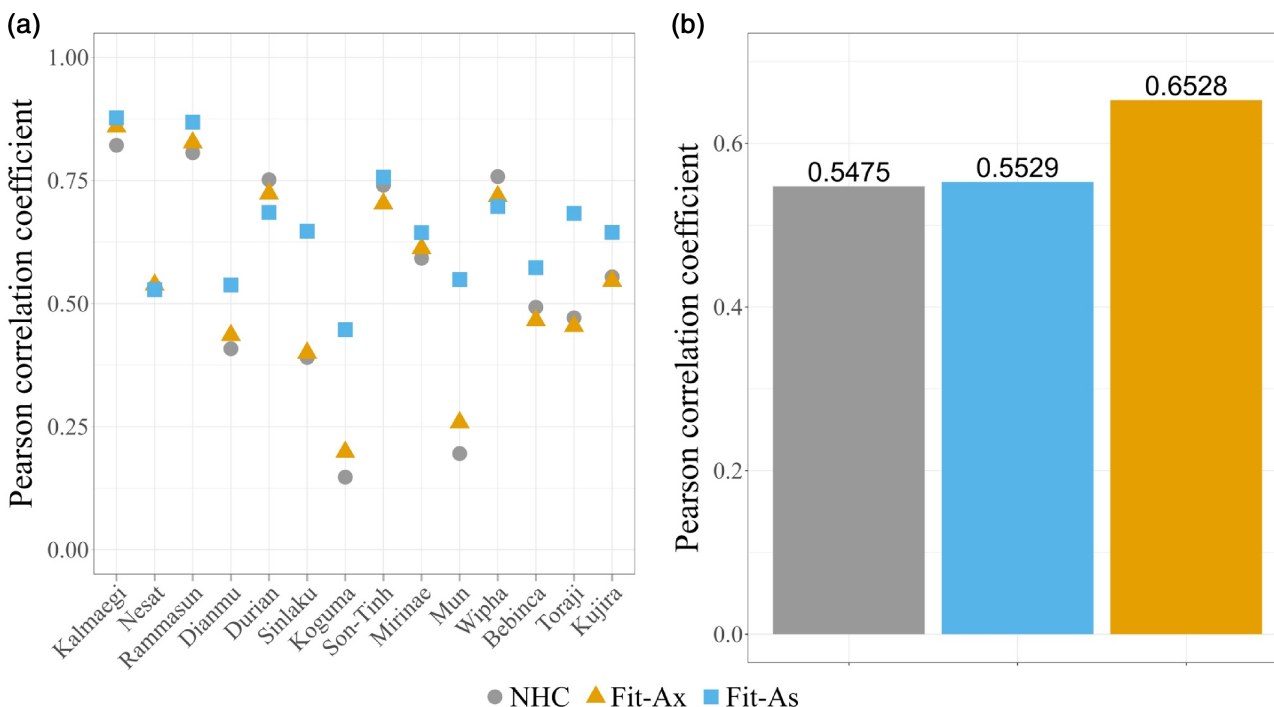 (a)
Pearson correlation coefficient
1.00
0.75
0.50
0.25
0.00
Kalmaegi
Nesat
Rammasun
Dianmu
Durian
Sinlaku
Koguma
Son-Tinh
Mirinae
Mun
Wipha
Bebinca
Toraji
Kujira
(b)
Pearson correlation coefficient
0.6
0.4
0.2
0.0
0.5475
0.5529
0.6528
NHC Fit-Ax Fit-As